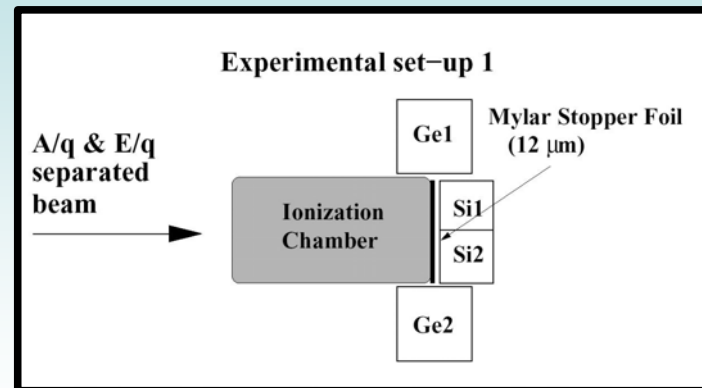 Experimental set−up 1
A/q & E/q
separated
beam
Ionization
Chamber
Ge1
Mylar Stopper Foil
(12 μm)
Si1
Si2
Ge2